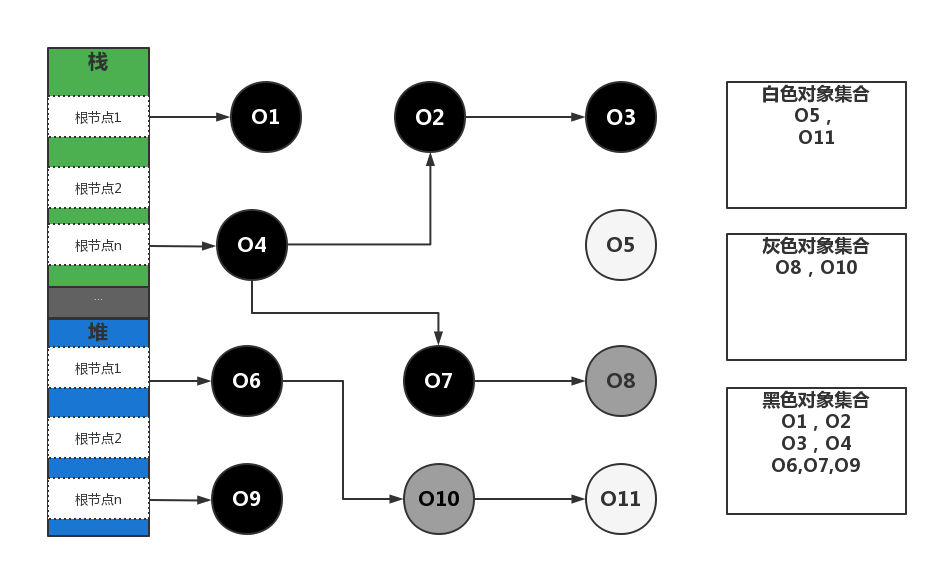 栈
根节点1
根节点2
根节点n
...
堆
根节点1
根节点2
根节点n
O1
O2
O3
O4
O5
O6
O7
O8
O9
O10
O11
白色对象集合
O5 ,
O11
灰色对象集合
O8 , O10
黑色对象集合
O1 , O2
O3 , O4
O6,O7,O9